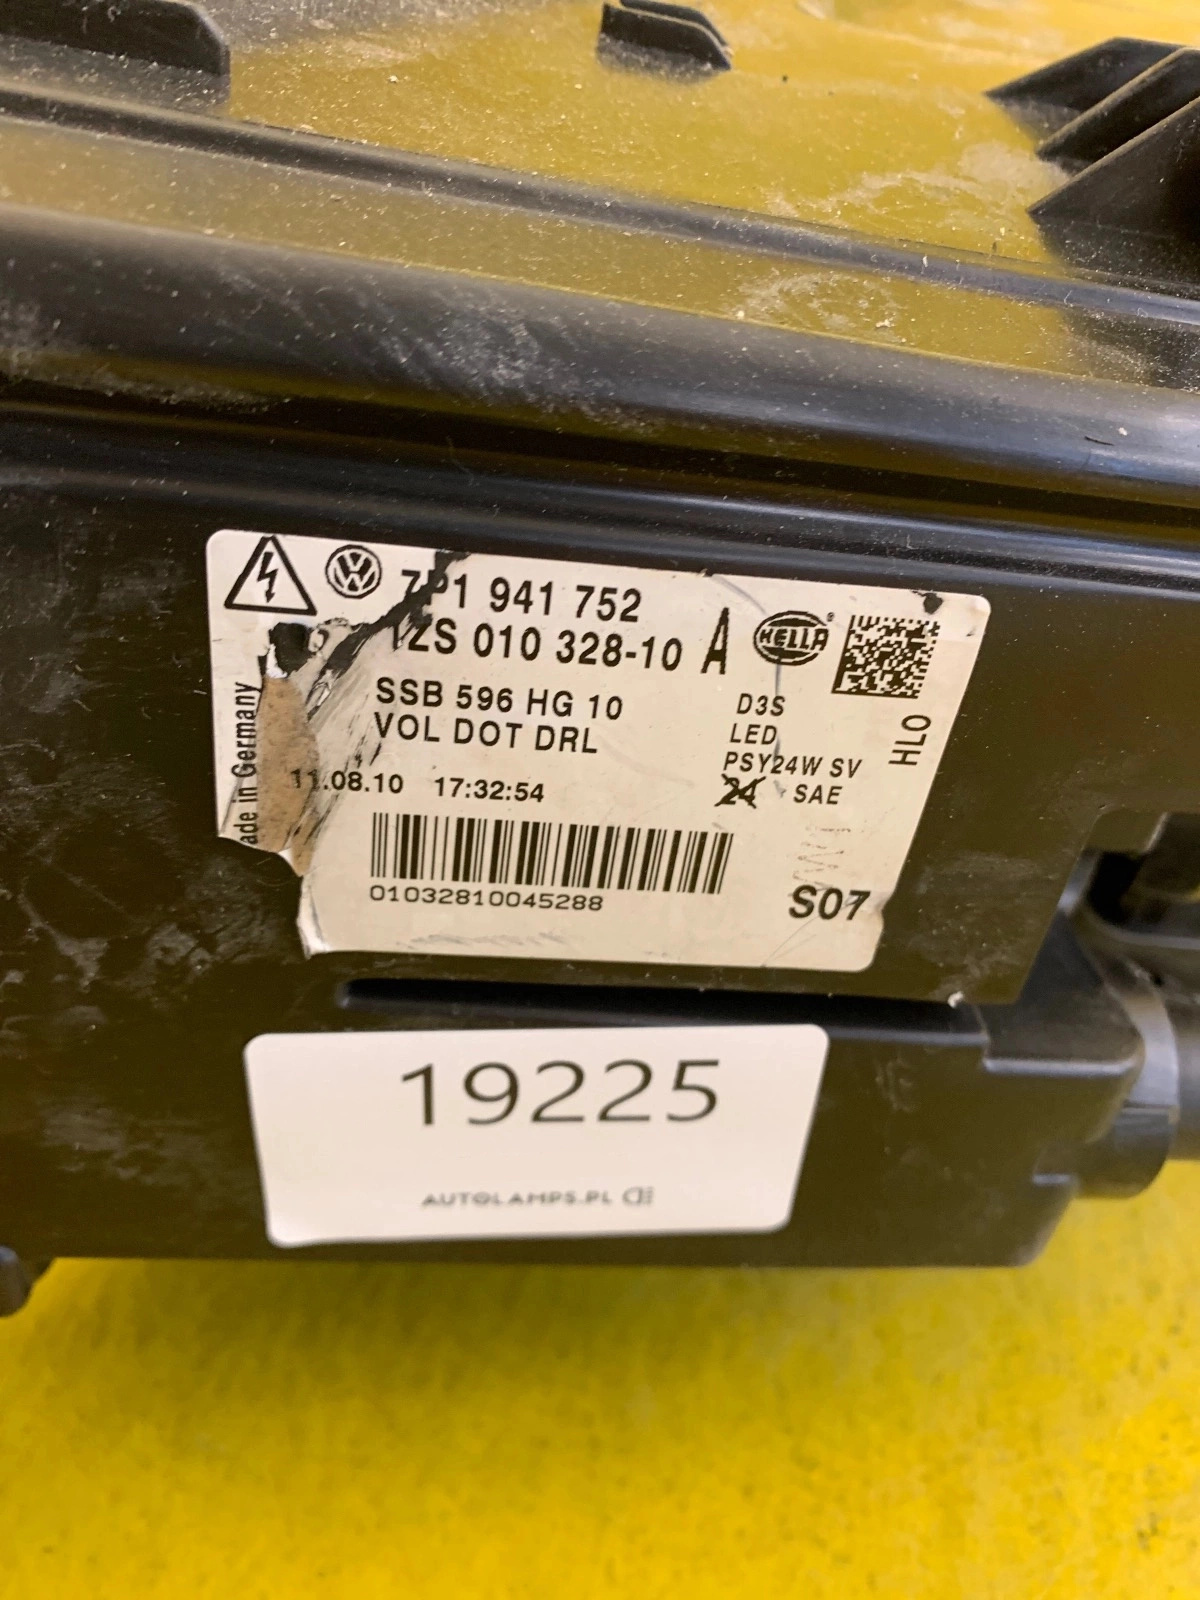 7P1 941 752
1ZS 010 328-10 A
HELLA
SSB 596 HG 10
VOL DOT DRL
D3S
LED
PSY24W SV
24 SAE
HLO
ade in Germany
11.08.10 17:32:54
01032810045288
S07
19225
AUTOLAMPS.PL